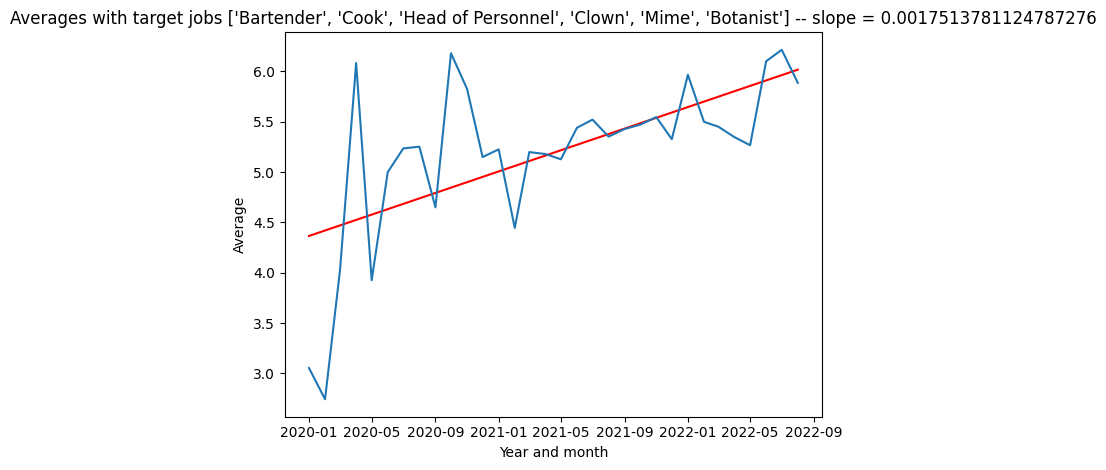 Averages with target jobs ['Bartender', 'Cook', 'Head of Personnel', 'Clown', 'Mime', 'Botanist'] -- slope = 0.0017513781124787276
6.0
5.5
5.0
4.5
4.0
3.5
3.0
Average
2020-01 2020-05 2020-09 2021-01 2021-05 2021-09 2022-01 2022-05 2022-09
Year and month